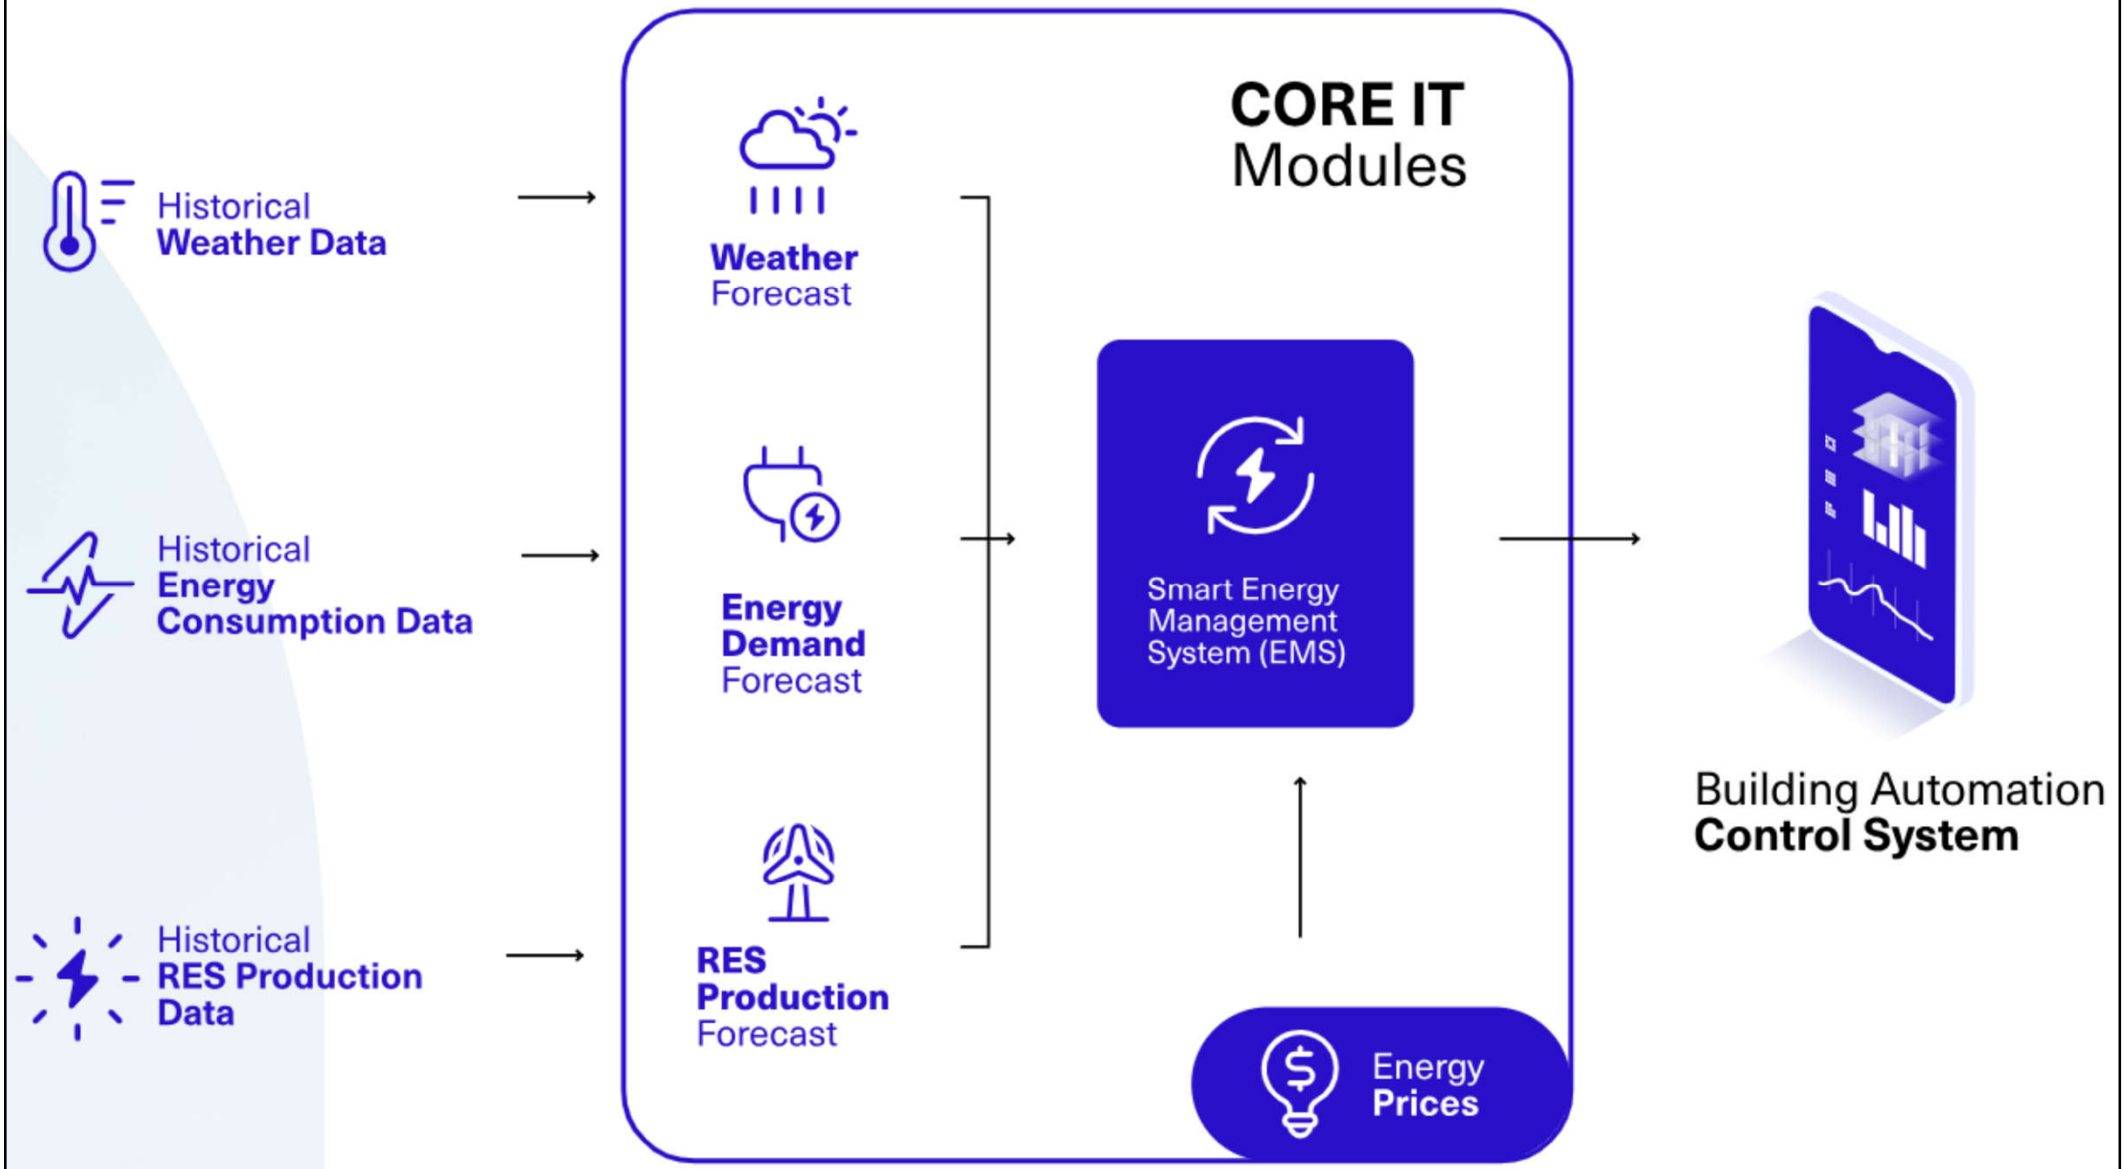 CORE IT
Modules
Historical
Weather Data
Weather
Forecast
Historical
Energy
Consumption Data
Energy
Demand
Forecast
Smart Energy
Management
System (EMS)
Building Automation
Control System
Historical
RES Production
Data
RES
Production
Forecast
Energy
Prices